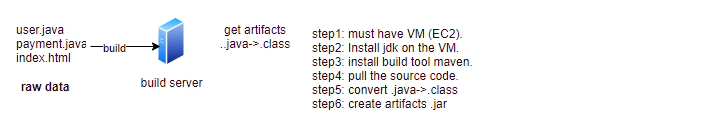 user.java
payment.java
index.html
raw data
build
build server
get artifacts
..java->.class
step1: must have VM (EC2).
step2: Install jdk on the VM.
step3: install build tool maven.
step4: pull the source code.
step5: convert .java->.class
step6: create artifacts .jar